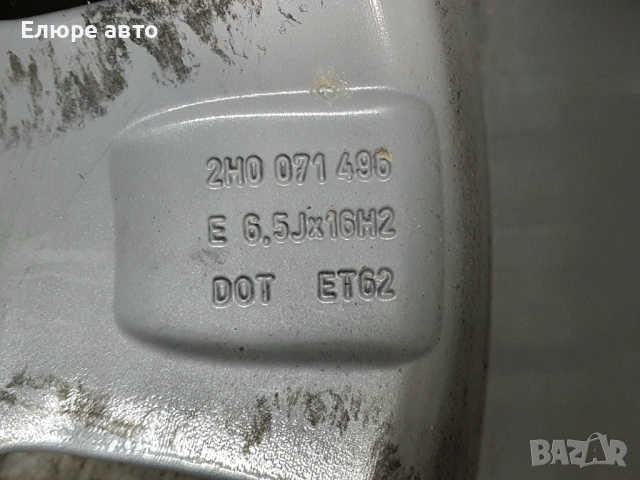 Елюре авто
2H0 071 496
E 6.5Jx16H2
DOT ET62
BAZAR